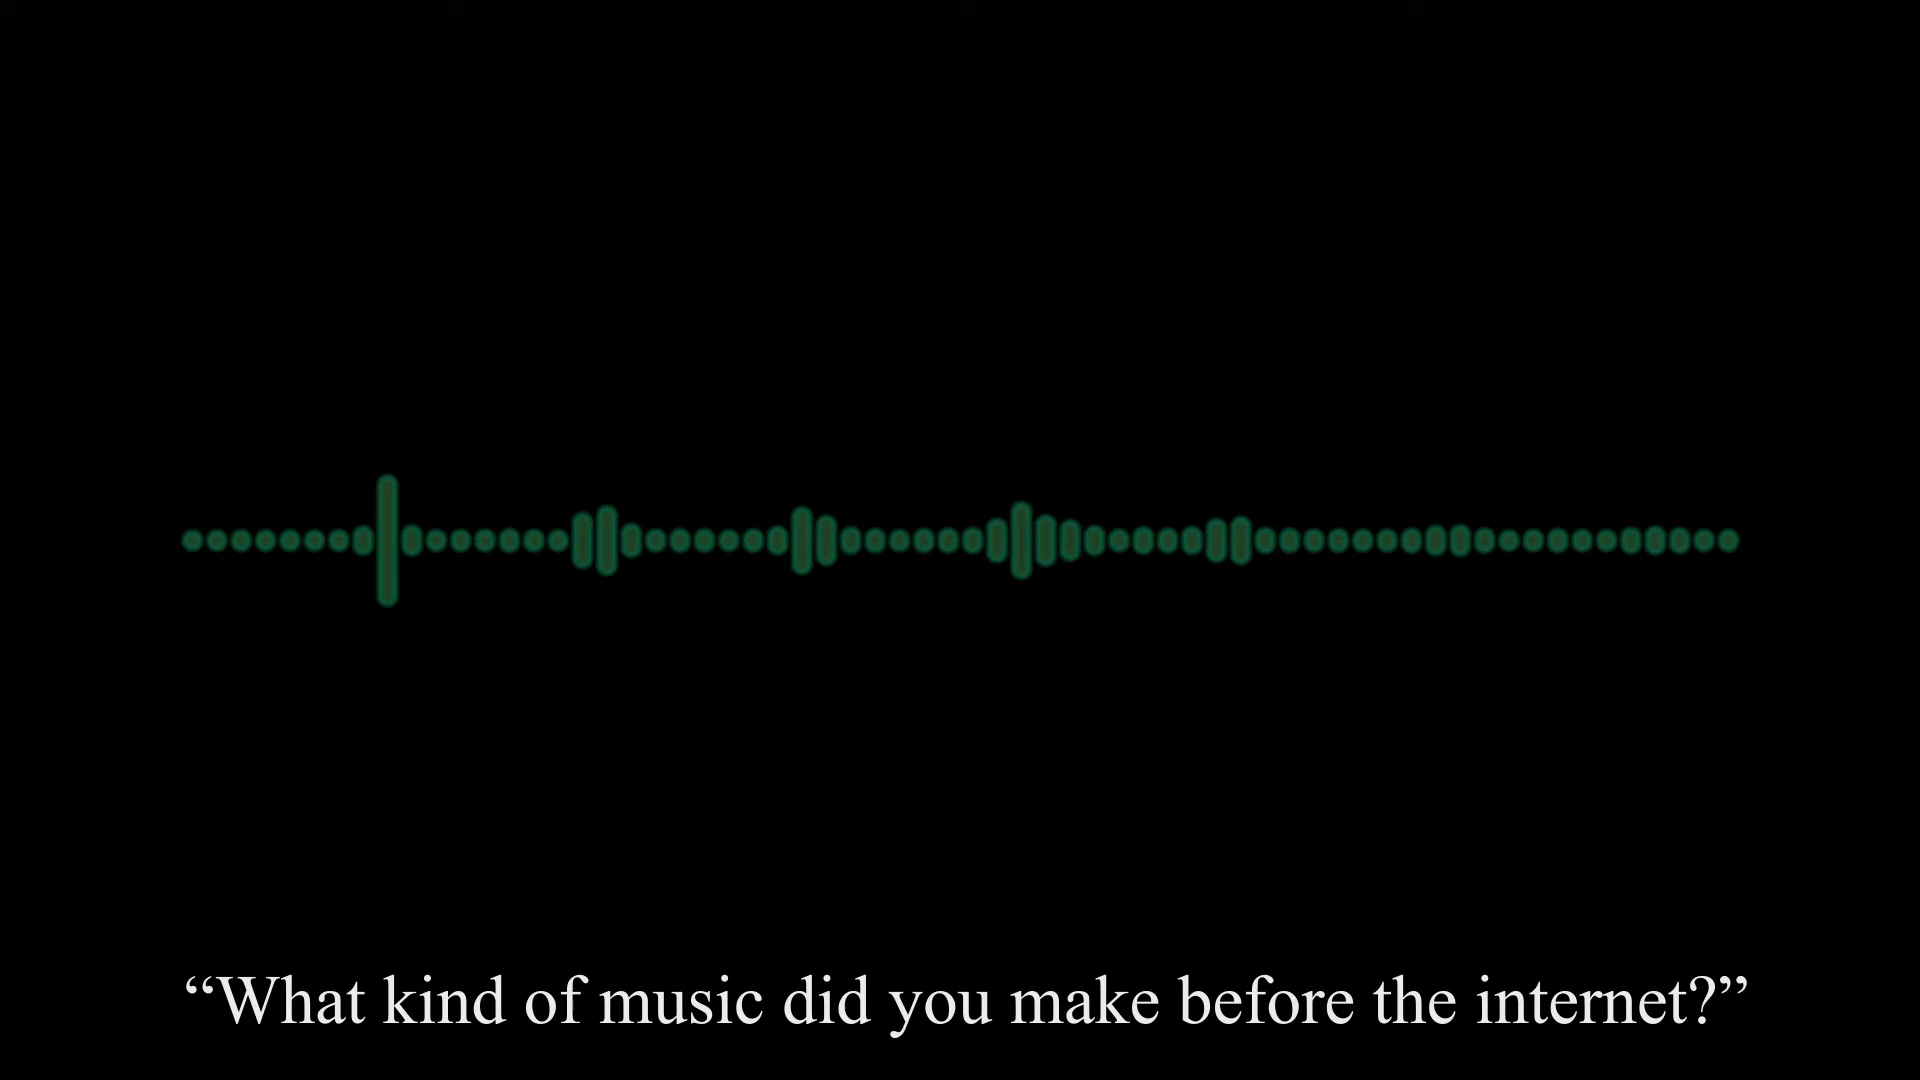 “What kind of music did you make before the internet?”